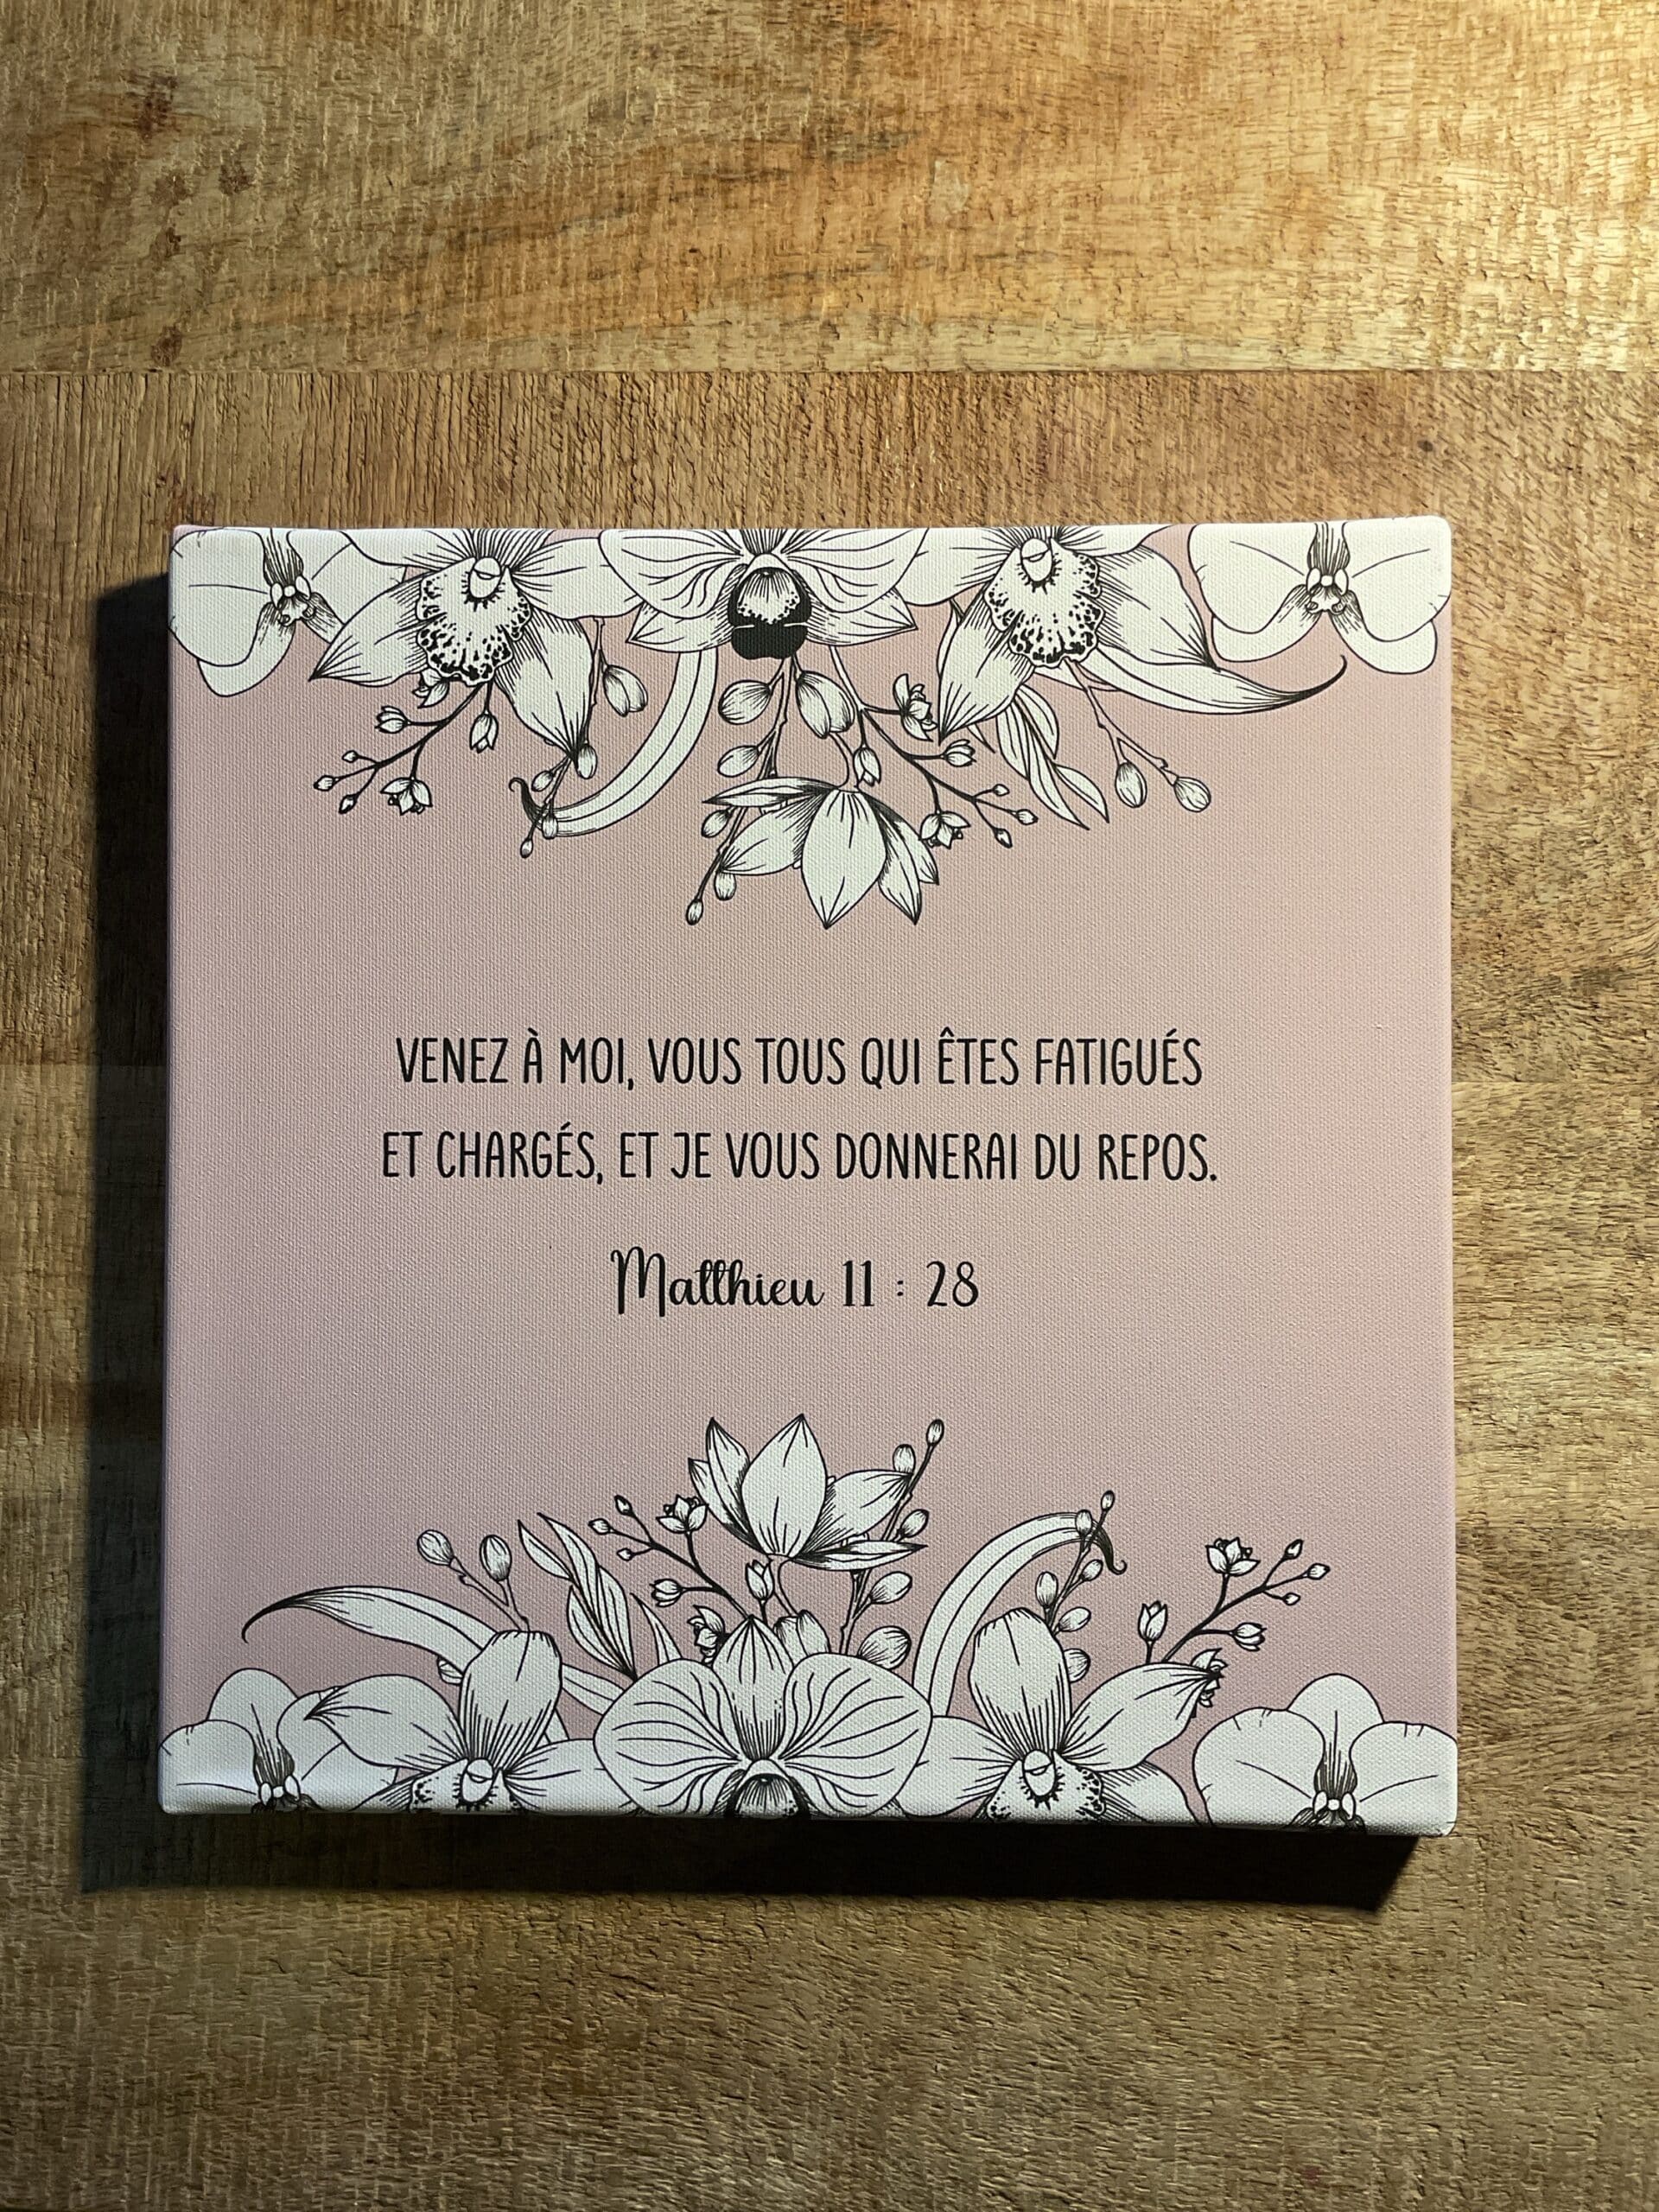 VENEZ À MOI, VOUS TOUS QUI ÊTES FATIGUÉS
ET CHARGÉS, ET JE VOUS DONNERAI DU REPOS.
Matthieu 11 : 28